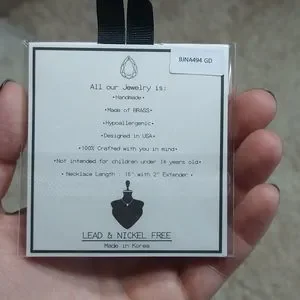 IJINA494 GD
All our Jewelry is:
•Handmade•
•Made of BRASS•
•Hypoallergenic•
•Designed in USA•
•100% Crafted with you in mind•
•Not intended for children under 14 years old•
•Necklace Length : 16" with 2" Extender•
LEAD & NICKEL FREE
Made in Korea